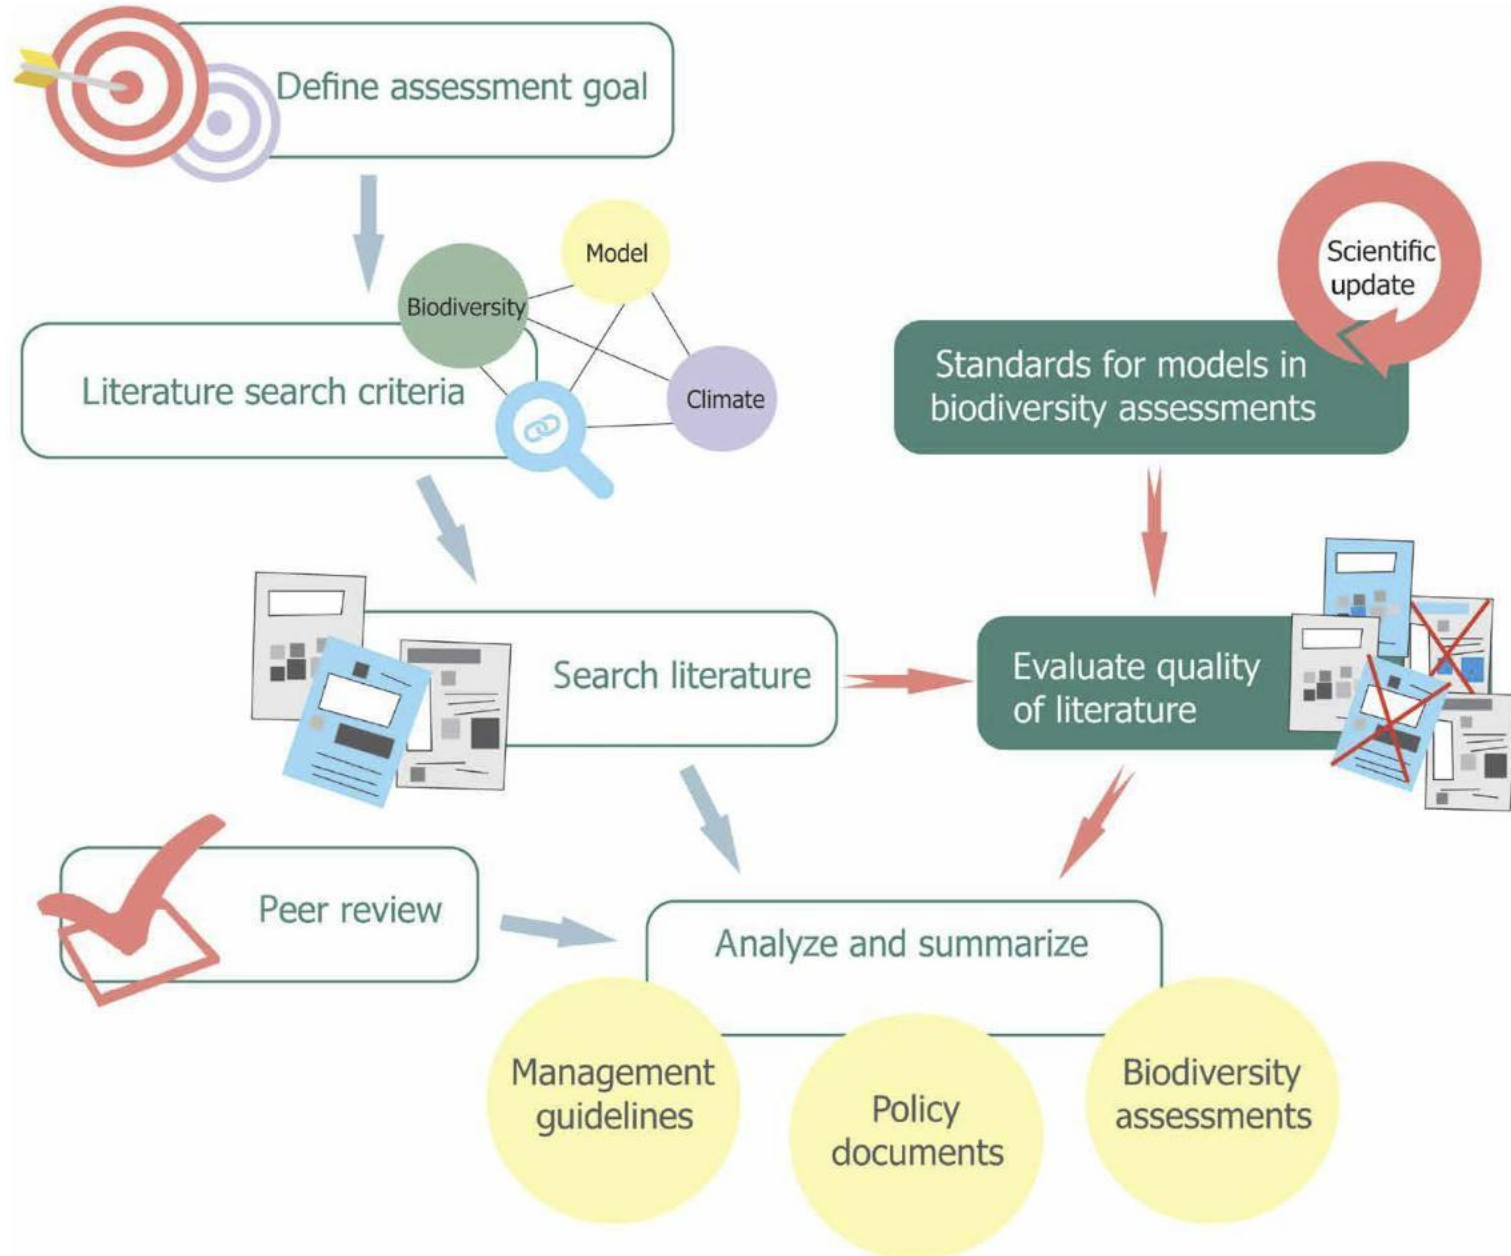 Define assessment goal
Model
Biodiversity
Climate
Literature search criteria
Scientific
update
Standards for models in
biodiversity assessments
Search literature
Evaluate quality
of literature
Peer review
Analyze and summarize
Management
guidelines
Policy
documents
Biodiversity
assessments